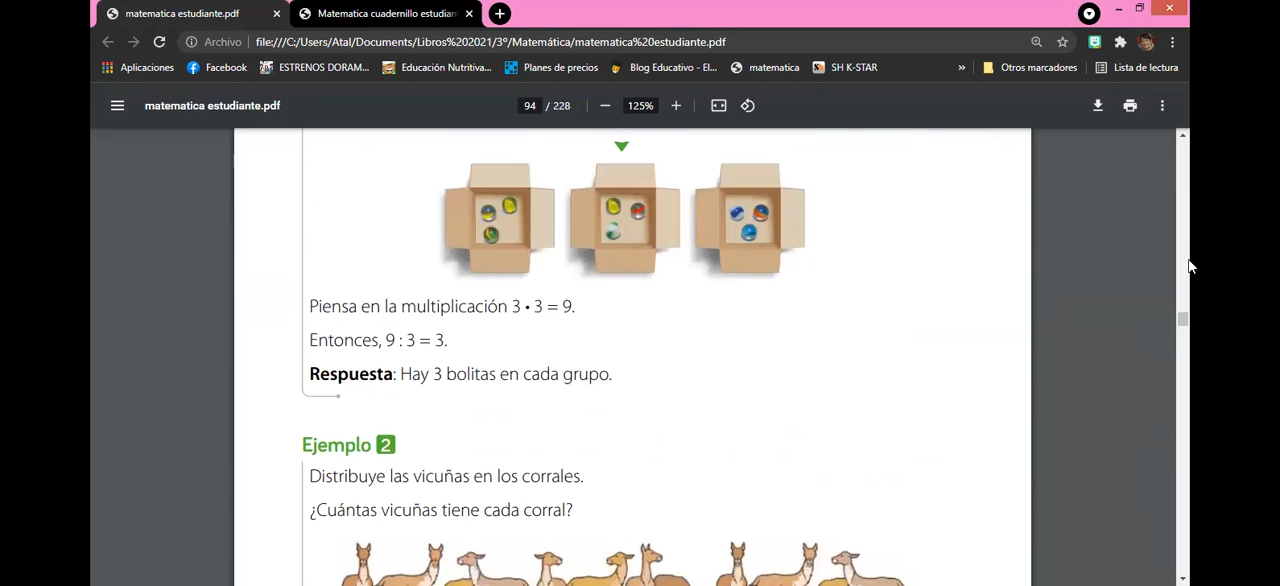 matematica estudiante.pdf
Matematica cuadernillo estudian
Archivo
file:///C:/Users/Atal/Documents/Libros%202021/3º/Matemática/matematica%20estudiante.pdf
Aplicaciones Facebook ESTRENOS DORAM... Educación Nutritiva... Planes de precios Blog Educativo - El... matematica SH K-STAR » Otros marcadores Lista de lectura
matematica estudiante.pdf 94 / 228 125%
Piensa en la multiplicación 3 • 3 = 9.
Entonces, 9 : 3 = 3.
Respuesta: Hay 3 bolitas en cada grupo.
Ejemplo 2
Distribuye las vicuñas en los corrales.
¿Cuántas vicuñas tiene cada corral?